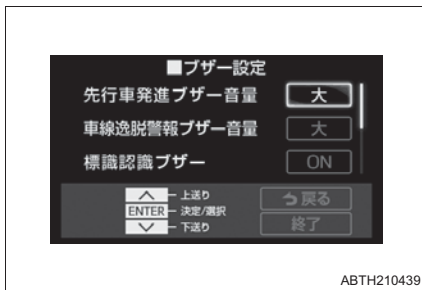 ■ブザー設定
先行車発進ブザー音量 大
車線逸脱警報ブザー音量 大
標識認識ブザー ON
上送り
ENTER 決定/選択
下送り
戻る
終了
ABTH210439